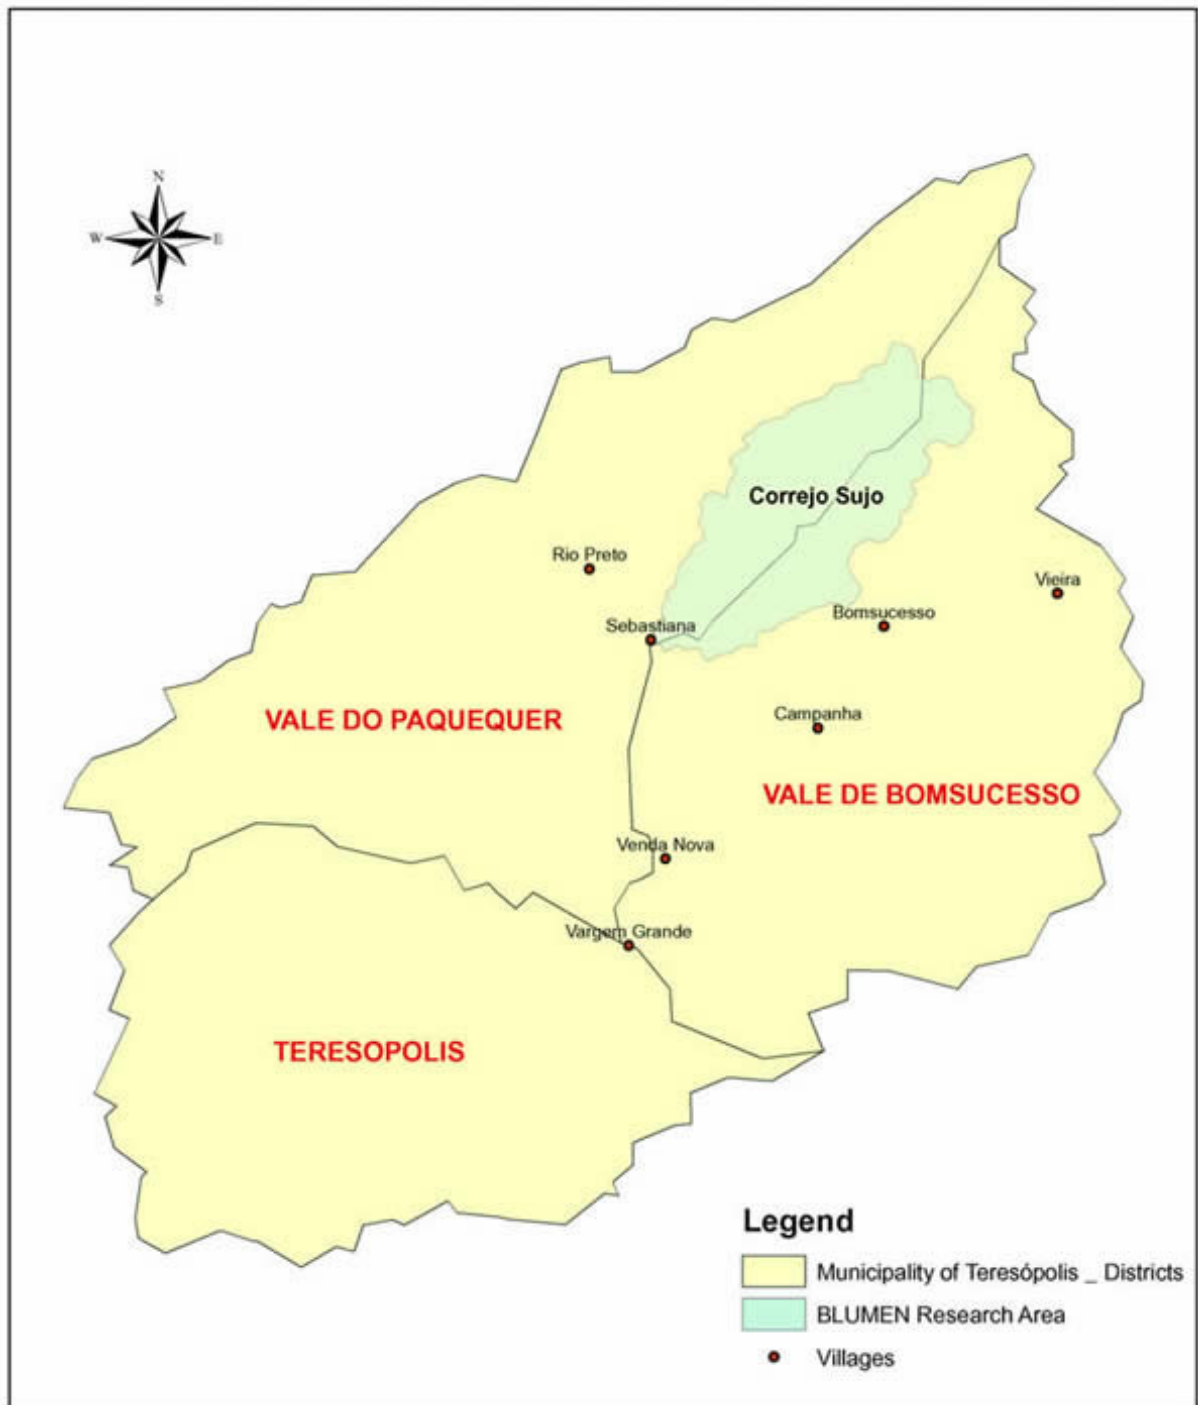 N
W
E
S
Correjo Sujo
Rio Preto
Vieira
Bomsucesso
Sebastiana
VALE DO PAQUEQUER
Campanha
VALE DE BOMSUCESSO
Venda Nova
Vargem Grande
TERESOPOLIS
Legend
Municipality of Teresópolis _ Districts
BLUMEN Research Area
Villages